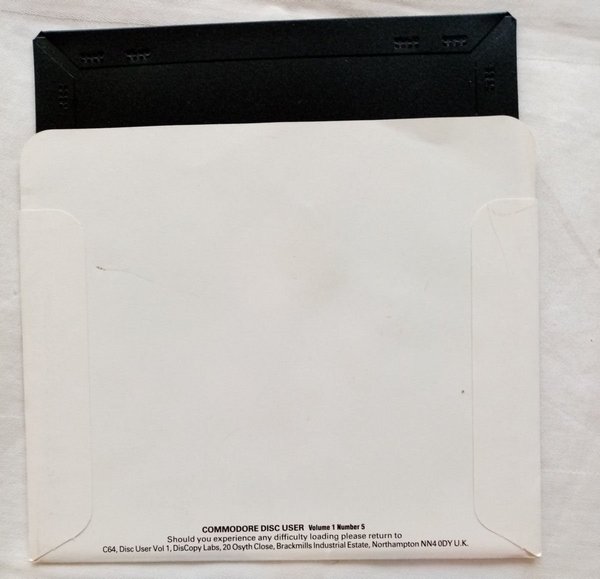 COMMODORE DISC USER Volume 1 Number 5
Should you experience any difficulty loading please return to
C64, Disc User Vol 1, DisCopy Labs, 20 Osyth Close, Brackmills Industrial Estate, Northampton NN4 0DY U.K.